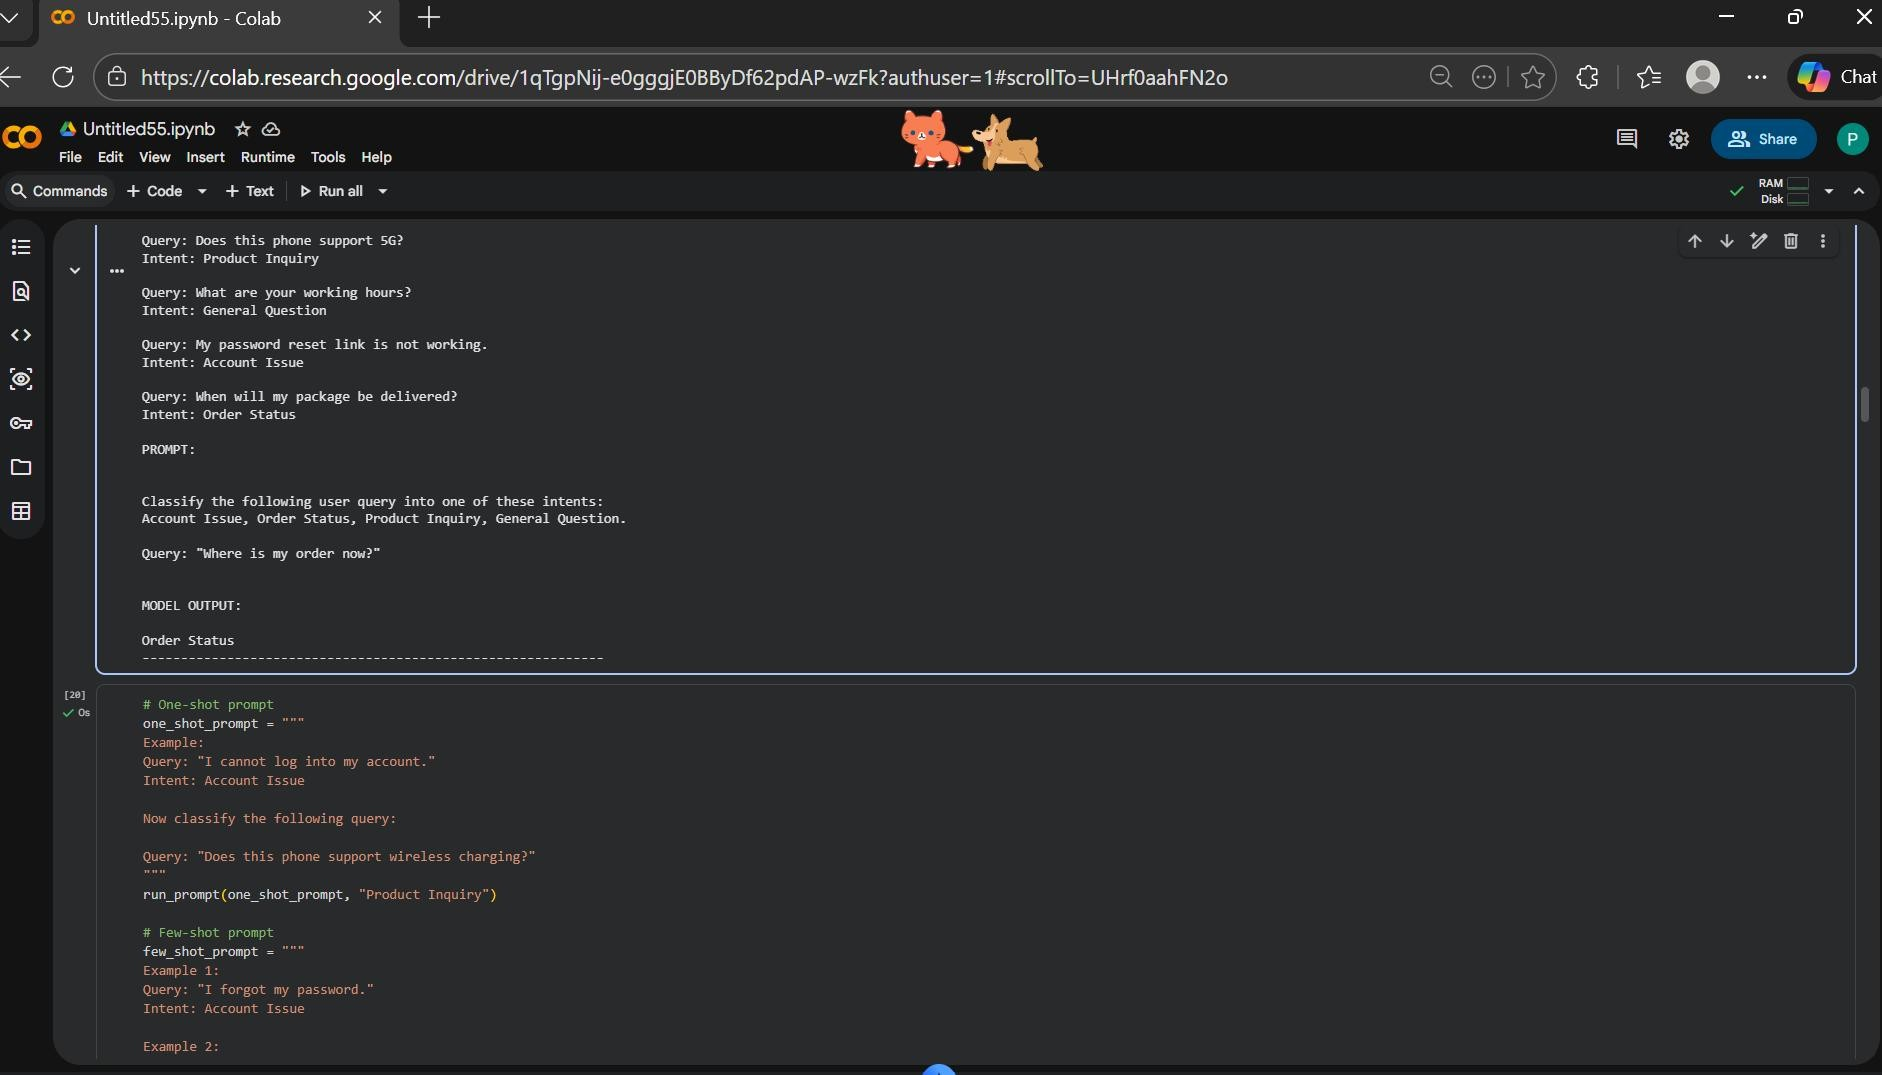 Untitled55.ipynb - Colab
https://colab.research.google.com/drive/1qTgpNij-e0gggjE0BByDf62pdAP-wzFk?authuser=1#scrollTo=UHrf0aahFN2o
Chat
Untitled55.ipynb
File Edit View Insert Runtime Tools Help
Share
P
Commands + Code + Text Run all
RAM
Disk
Query: Does this phone support 5G?
Intent: Product Inquiry
Query: What are your working hours?
Intent: General Question
Query: My password reset link is not working.
Intent: Account Issue
Query: When will my package be delivered?
Intent: Order Status
PROMPT:
Classify the following user query into one of these intents:
Account Issue, Order Status, Product Inquiry, General Question.
Query: "Where is my order now?"
MODEL OUTPUT:
Order Status
------------------------------------------------------------
[20]
0s
# One-shot prompt
one_shot_prompt = """
Example:
Query: "I cannot log into my account."
Intent: Account Issue
Now classify the following query:
Query: "Does this phone support wireless charging?"
"""
run_prompt(one_shot_prompt, "Product Inquiry")
# Few-shot prompt
few_shot_prompt = """
Example 1:
Query: "I forgot my password."
Intent: Account Issue
Example 2: